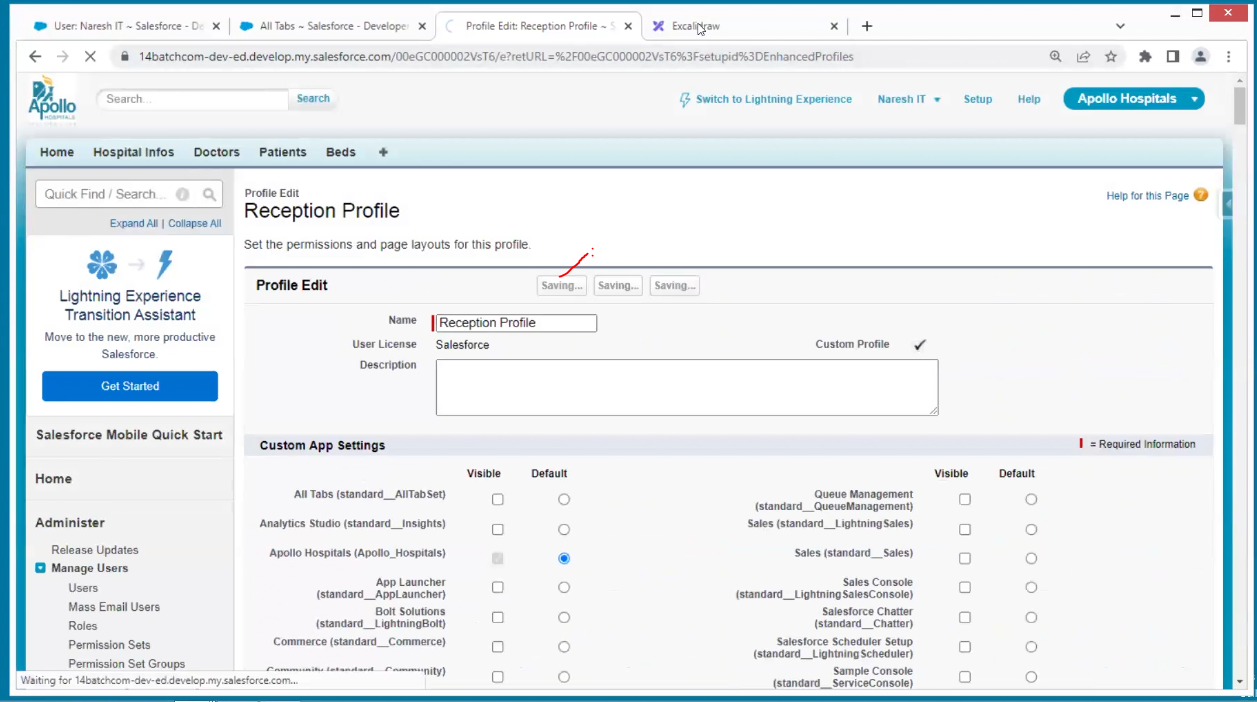 User: Naresh IT ~ Salesforce - De
All Tabs ~ Salesforce - Developer
Profile Edit: Reception Profile ~ S
Excalidraw
14batchcom-dev-ed.develop.my.salesforce.com/00eGC000002VsT6/e?retURL=%2F00eGC000002VsT6%3Fsetupid%3DEnhancedProfiles
Apollo
HOSPITALS
Search...
Search
Switch to Lightning Experience
Naresh IT
Setup
Help
Apollo Hospitals
Home
Hospital Infos
Doctors
Patients
Beds
Quick Find / Search...
Expand All | Collapse All
Lightning Experience
Transition Assistant
Move to the new, more productive
Salesforce.
Get Started
Salesforce Mobile Quick Start
Home
Administer
Release Updates
Manage Users
Users
Mass Email Users
Roles
Permission Sets
Permission Set Groups
Profile Edit
Reception Profile
Help for this Page
Set the permissions and page layouts for this profile.
Profile Edit
Saving...
Saving...
Saving...
Name
Reception Profile
User License
Salesforce
Custom Profile
Description
Custom App Settings
= Required Information
Visible Default
Visible Default
All Tabs (standard__AllTabSet)
Queue Management
(standard__QueueManagement)
Analytics Studio (standard__Insights)
Sales (standard__LightningSales)
Apollo Hospitals (Apollo_Hospitals)
Sales (standard__Sales)
App Launcher
(standard__AppLauncher)
Sales Console
(standard__LightningSalesConsole)
Bolt Solutions
(standard__LightningBolt)
Salesforce Chatter
(standard__Chatter)
Commerce (standard__Commerce)
Salesforce Scheduler Setup
(standard__LightningScheduler)
Community (standard__Community)
Sample Console
(standard__ServiceConsole)
Waiting for 14batchcom-dev-ed.develop.my.salesforce.com...